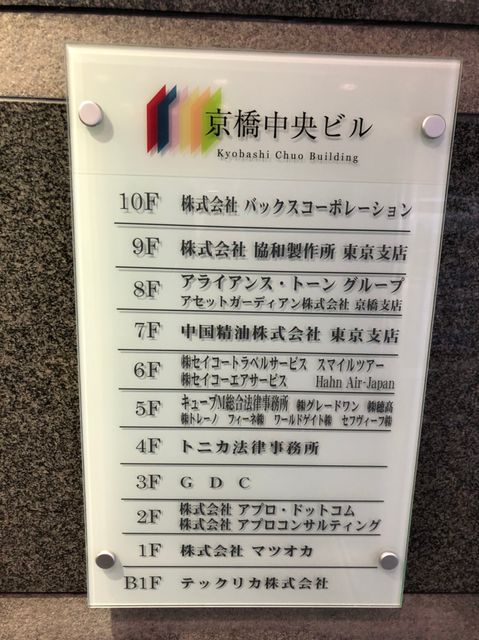 京橋中央ビル
Kyobashi Chuo Building
10F 株式会社 バックスコーポレーション
9F 株式会社 協和製作所 東京支店
8F アライアンス・トーン グループ
アセットガーディアン株式会社 京橋支店
7F 中国精油株式会社 東京支店
6F ㈱セイコートラベルサービス スマイルツアー
㈱セイコーエアサービス Hahn Air-Japan
5F キューブM総合法律事務所 ㈱グレードワン ㈱穂高
㈱トレーノ フィーネ㈱ ワールドゲイト㈱ セフヴィーフ㈱
4F トニカ法律事務所
3F G D C
2F 株式会社 アプロ・ドットコム
株式会社 アプロコンサルティング
1F 株式会社 マツオカ
B1F テックリカ株式会社